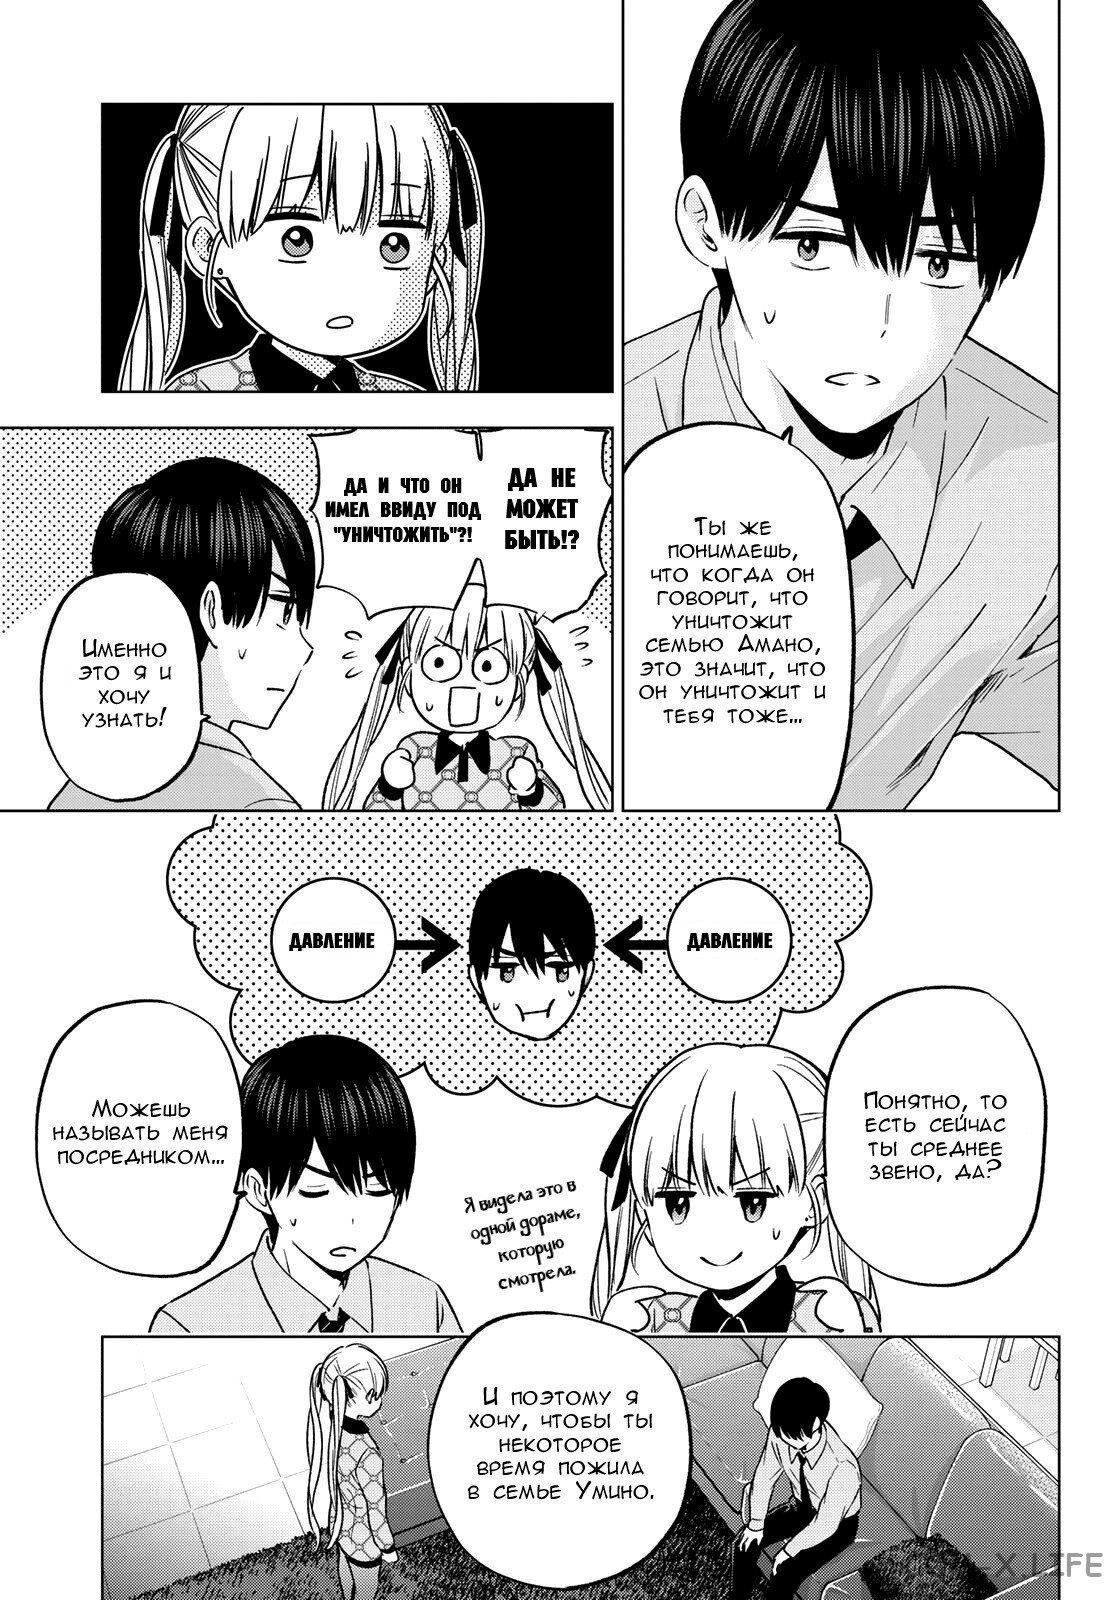 Ты же
понимаешь,
что когда он
говорит, что
уничтожит
семью Амано,
это значит, что
он уничтожит и
тебя тоже...
ДА НЕ
МОЖЕТ
БЫТЬ!?
ДА И ЧТО ОН
ИМЕЛ ВВИДУ ПОД
"УНИЧТОЖИТЬ"?!
Именно
это я и
хочу
узнать!
ДАВЛЕНИЕ
ДАВЛЕНИЕ
Понятно, то
есть сейчас
ты среднее
звено, да?
Я видела это в
одной дораме,
которую
смотрела.
Можешь
называть меня
посредником...
И поэтому я
хочу, чтобы ты
некоторое
время пожила
в семье Умино.
X.LIFE